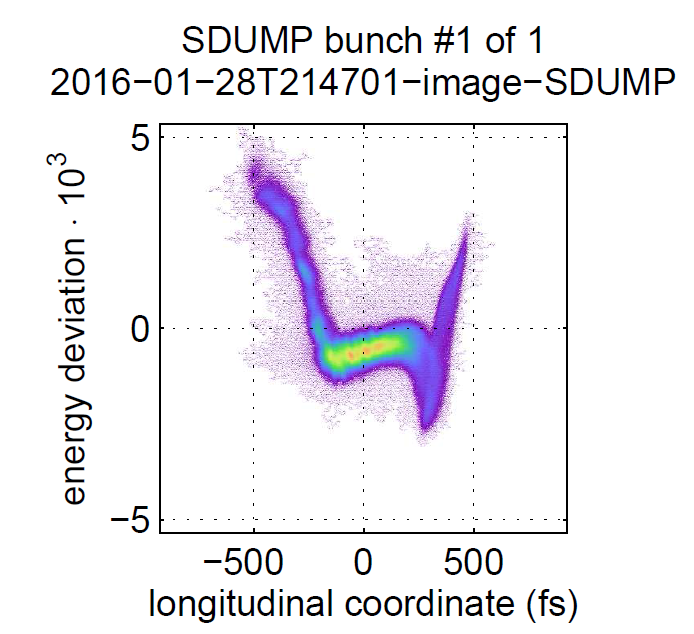 SDUMP bunch #1 of 1
2016−01−28T214701−image−SDUMP
energy deviation · 10³
5
0
−5
−500 0 500
longitudinal coordinate (fs)